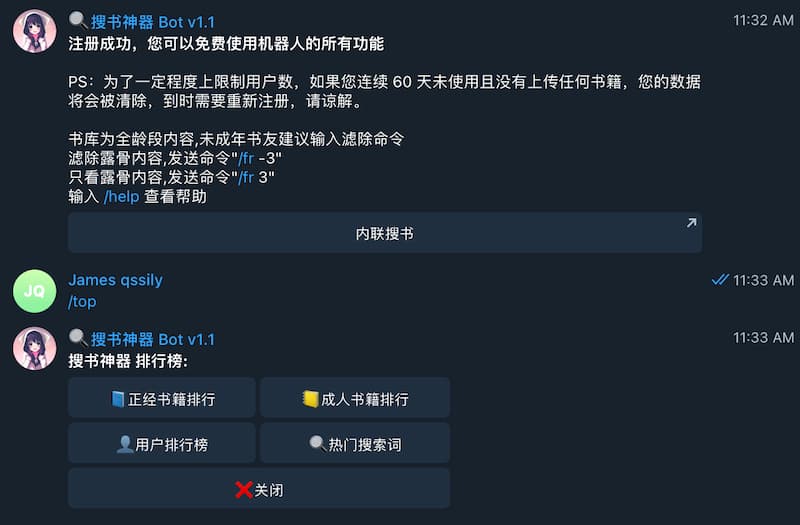 🔍搜书神器 Bot v1.1
11:32 AM
注册成功，您可以免费使用机器人的所有功能
PS：为了一定程度上限制用户数，如果您连续 60 天未使用且没有上传任何书籍，您的数据
将会被清除，到时需要重新注册，请谅解。
书库为全龄段内容,未成年书友建议输入滤除命令
滤除露骨内容,发送命令"/fr -3"
只看露骨内容,发送命令"/fr 3"
输入 /help 查看帮助
内联搜书
JQ
James qssily
11:33 AM
/top
🔍搜书神器 Bot v1.1
11:33 AM
搜书神器 排行榜:
📘正经书籍排行
📒成人书籍排行
👤用户排行榜
🔍热门搜索词
❌关闭